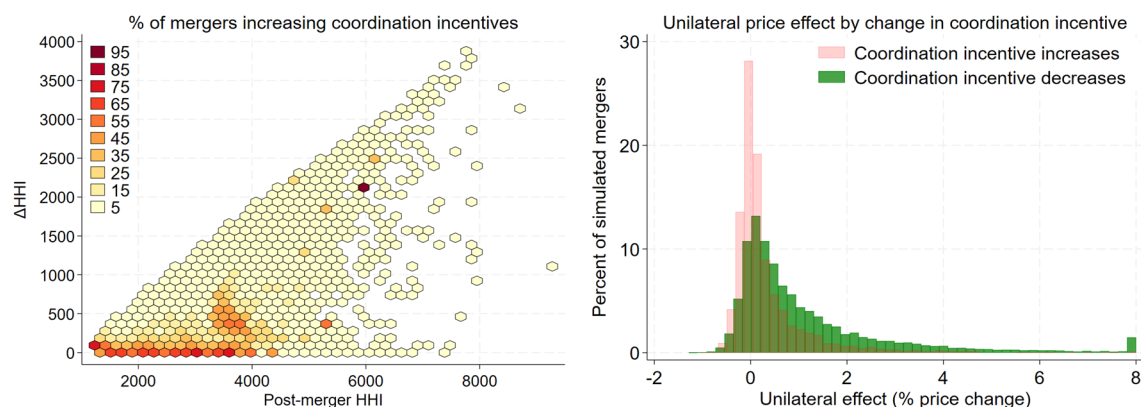 % of mergers increasing coordination incentives
4000
3500
3000
2500
2000
1500
1000
500
0
ΔHHI
95
85
75
65
55
45
35
25
15
5
2000 4000 6000 8000
Post-merger HHI
Unilateral price effect by change in coordination incentive
30
20
10
0
Percent of simulated mergers
Coordination incentive increases
Coordination incentive decreases
-2 0 2 4 6 8
Unilateral effect (% price change)